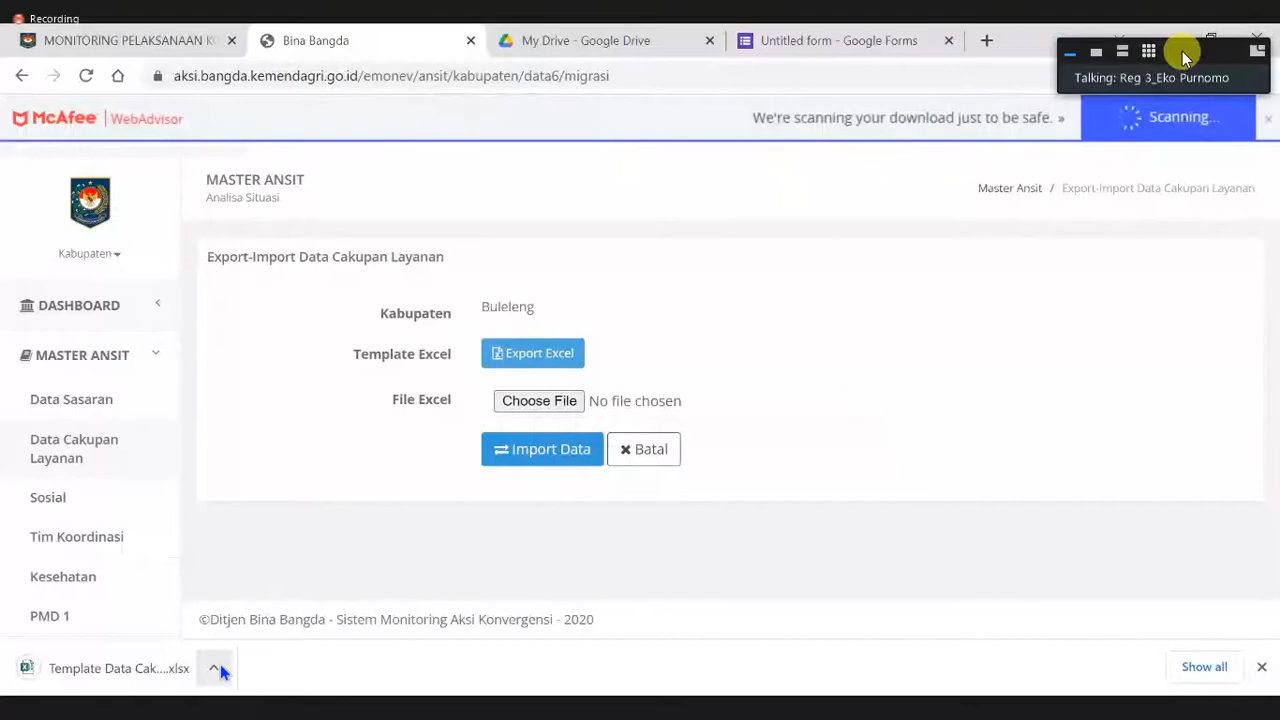 Recording
MONITORING PELAKSANAAN K
Bina Bangda
My Drive - Google Drive
Untitled form - Google Forms
aksi.bangda.kemendagri.go.id/emonev/ansit/kabupaten/data6/migrasi
Talking: Reg 3_Eko Purnomo
McAfee | WebAdvisor
We're scanning your download just to be safe. »
Scanning...
MASTER ANSIT
Analisa Situasi
Master Ansit / Export-Import Data Cakupan Layanan
Kabupaten
DASHBOARD
MASTER ANSIT
Data Sasaran
Data Cakupan
Layanan
Sosial
Tim Koordinasi
Kesehatan
PMD 1
Export-Import Data Cakupan Layanan
Kabupaten Buleleng
Template Excel Export Excel
File Excel Choose File No file chosen
Import Data Batal
©Ditjen Bina Bangda - Sistem Monitoring Aksi Konvergensi - 2020
Template Data Cak....xlsx
Show all